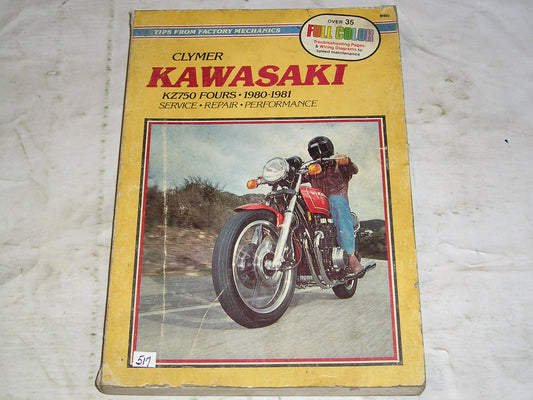 TIPS FROM FACTORY MECHANICS
OVER 35
FULL COLOR
Troubleshooting Pages
& Wiring Diagrams to
speed maintenance
CLYMER
KAWASAKI
KZ750 FOURS • 1980-1981
SERVICE • REPAIR • PERFORMANCE
517